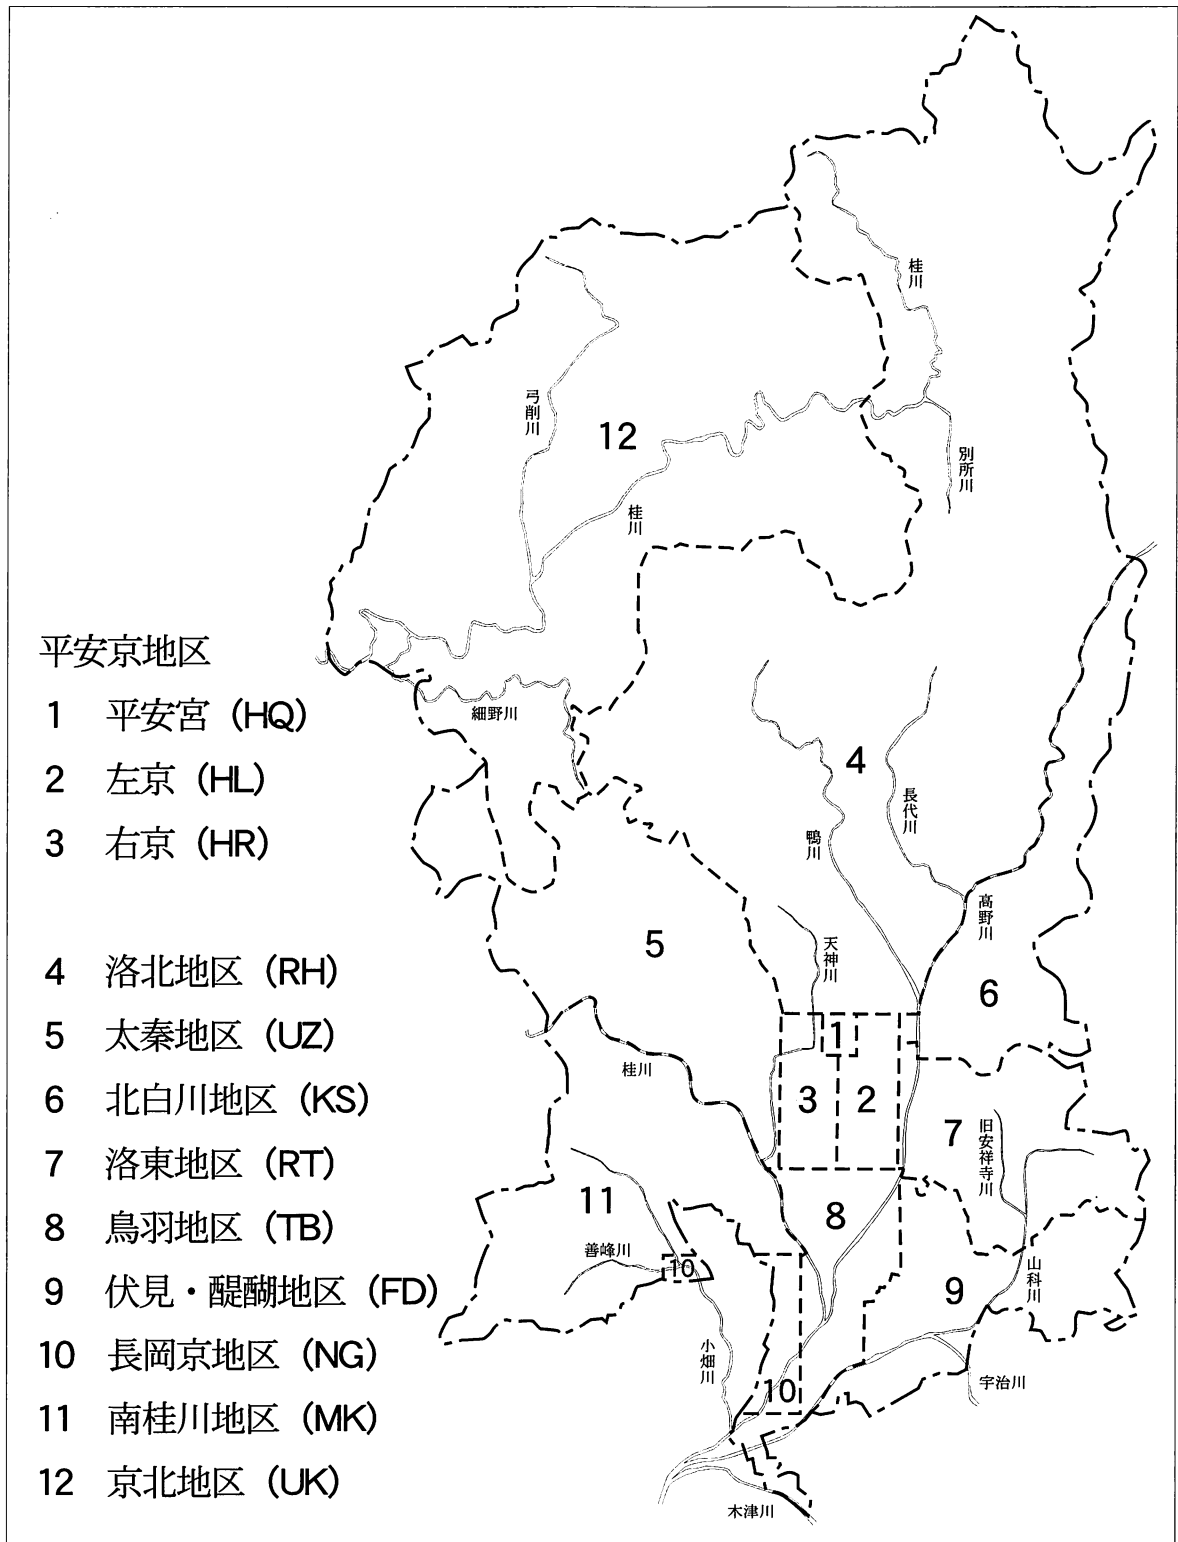 平安京地区
1 平安宮 (HQ)
2 左京 (HL)
3 右京 (HR)
4 洛北地区 (RH)
5 太秦地区 (UZ)
6 北白川地区 (KS)
7 洛東地区 (RT)
8 鳥羽地区 (TB)
9 伏見・醍醐地区 (FD)
10 長岡京地区 (NG)
11 南桂川地区 (MK)
12 京北地区 (UK)
桂川
弓削川
12
別所川
桂川
細野川
4
長代川
鴨川
高野川
5
天神川
6
1
桂川
3
2
7
旧安祥寺川
11
8
善峰川
10
山科川
9
小畑川
10
宇治川
木津川